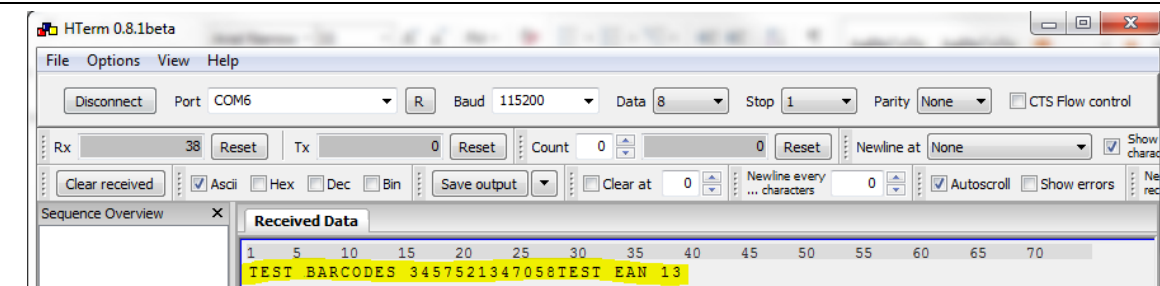 HTerm 0.8.1beta
File Options View Help
Disconnect Port COM6 R Baud 115200 Data 8 Stop 1 Parity None CTS Flow control
Rx 38 Reset Tx 0 Reset Count 0 0 Reset Newline at None Show
Clear received Ascii Hex Dec Bin Save output Clear at 0 Newline every ... characters 0 Autoscroll Show errors
Sequence Overview X Received Data
1 5 10 15 20 25 30 35 40 45 50 55 60 65 70
TEST BARCODES 3457521347058TEST EAN 13